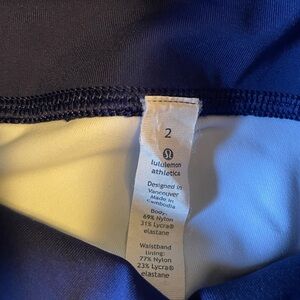 2
lululemon
athletica
Designed in
Vancouver
Made in
Cambodia
Body:
69% Nylon
31% Lycra®
elastane
Waistband
lining:
77% Nylon
23% Lycra®
elastane